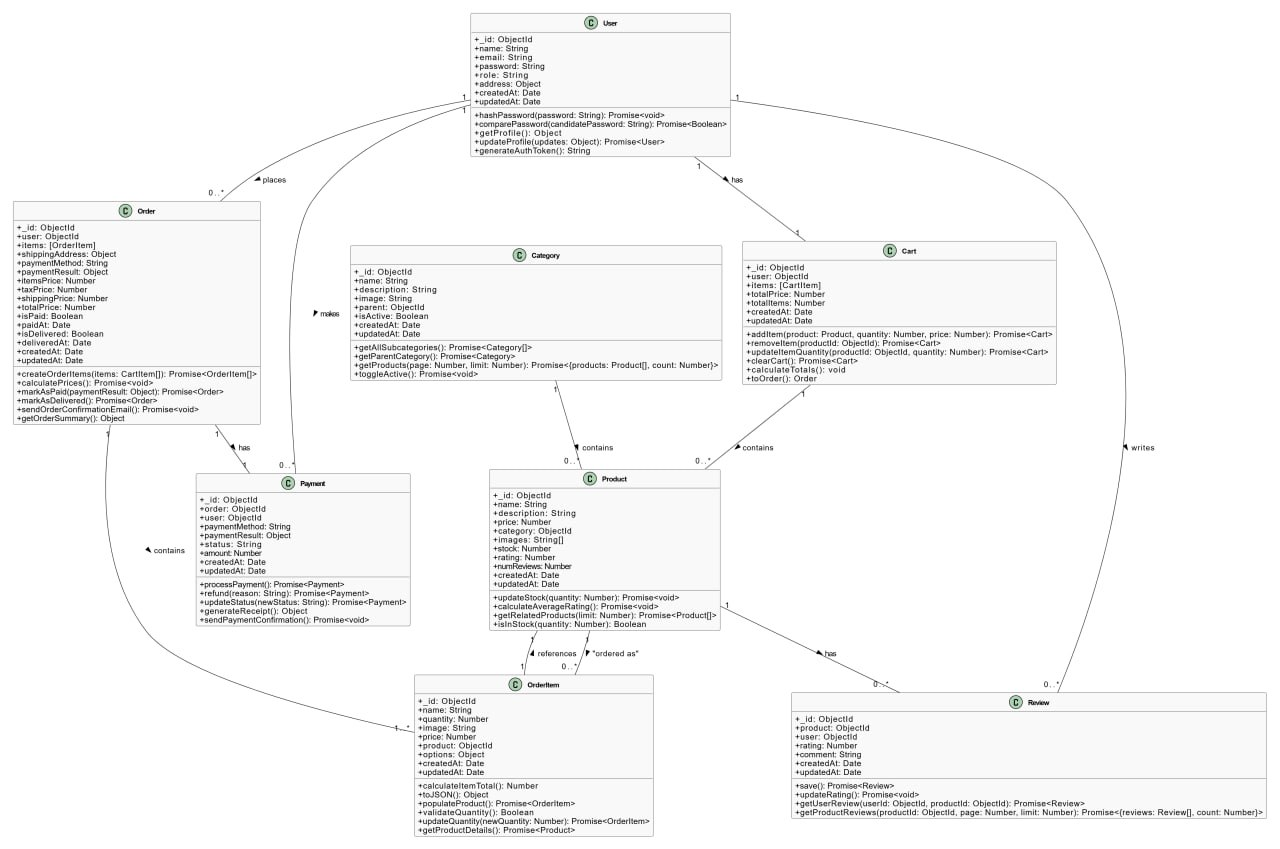 C User
+_id: ObjectId
+name: String
+email: String
+password: String
+role: String
+address: Object
+createdAt: Date
+updatedAt: Date
+hashPassword(password: String): Promise<void>
+comparePassword(candidatePassword: String): Promise<Boolean>
+getProfile(): Object
+updateProfile(updates: Object): Promise<User>
+generateAuthToken(): String
1
1
1
1
places
0..*
has
1
makes
0..*
writes
0..*
C Order
+_id: ObjectId
+user: ObjectId
+items: [OrderItem]
+shippingAddress: Object
+paymentMethod: String
+paymentResult: Object
+itemsPrice: Number
+taxPrice: Number
+shippingPrice: Number
+totalPrice: Number
+isPaid: Boolean
+paidAt: Date
+isDelivered: Boolean
+deliveredAt: Date
+createdAt: Date
+updatedAt: Date
+createOrderItems(items: CartItem[]): Promise<OrderItem[]>
+calculatePrices(): Promise<void>
+markAsPaid(paymentResult: Object): Promise<Order>
+markAsDelivered(): Promise<Order>
+sendOrderConfirmationEmail(): Promise<void>
+getOrderSummary(): Object
C Category
+_id: ObjectId
+name: String
+description: String
+image: String
+parent: ObjectId
+isActive: Boolean
+createdAt: Date
+updatedAt: Date
+getAllSubcategories(): Promise<Category[]>
+getParentCategory(): Promise<Category>
+getProducts(page: Number, limit: Number): Promise<{products: Product[], count: Number}>
+toggleActive(): Promise<void>
C Cart
+_id: ObjectId
+user: ObjectId
+items: [CartItem]
+totalPrice: Number
+totalItems: Number
+createdAt: Date
+updatedAt: Date
+addItem(product: Product, quantity: Number, price: Number): Promise<Cart>
+removeItem(productId: ObjectId): Promise<Cart>
+updateItemQuantity(productId: ObjectId, quantity: Number): Promise<Cart>
+clearCart(): Promise<Cart>
+calculateTotals(): void
+toOrder(): Order
1
has
1
1
contains
1..*
1
contains
0..*
1
contains
0..*
C Payment
+_id: ObjectId
+order: ObjectId
+user: ObjectId
+paymentMethod: String
+paymentResult: Object
+status: String
+amount: Number
+createdAt: Date
+updatedAt: Date
+processPayment(): Promise<Payment>
+refund(reason: String): Promise<Payment>
+updateStatus(newStatus: String): Promise<Payment>
+generateReceipt(): Object
+sendPaymentConfirmation(): Promise<void>
C Product
+_id: ObjectId
+name: String
+description: String
+price: Number
+category: ObjectId
+images: String[]
+stock: Number
+rating: Number
+numReviews: Number
+createdAt: Date
+updatedAt: Date
+updateStock(quantity: Number): Promise<void>
+calculateAverageRating(): Promise<void>
+getRelatedProducts(limit: Number): Promise<Product[]>
+isInStock(quantity: Number): Boolean
1
references
1
1
"ordered as"
0..*
1
has
0..*
C OrderItem
+_id: ObjectId
+name: String
+quantity: Number
+image: String
+price: Number
+product: ObjectId
+options: Object
+createdAt: Date
+updatedAt: Date
+calculateItemTotal(): Number
+toJSON(): Object
+populateProduct(): Promise<OrderItem>
+validateQuantity(): Boolean
+updateQuantity(newQuantity: Number): Promise<OrderItem>
+getProductDetails(): Promise<Product>
C Review
+_id: ObjectId
+product: ObjectId
+user: ObjectId
+rating: Number
+comment: String
+createdAt: Date
+updatedAt: Date
+save(): Promise<Review>
+updateRating(): Promise<void>
+getUserReview(userId: ObjectId, productId: ObjectId): Promise<Review>
+getProductReviews(productId: ObjectId, page: Number, limit: Number): Promise<{reviews: Review[], count: Number}>